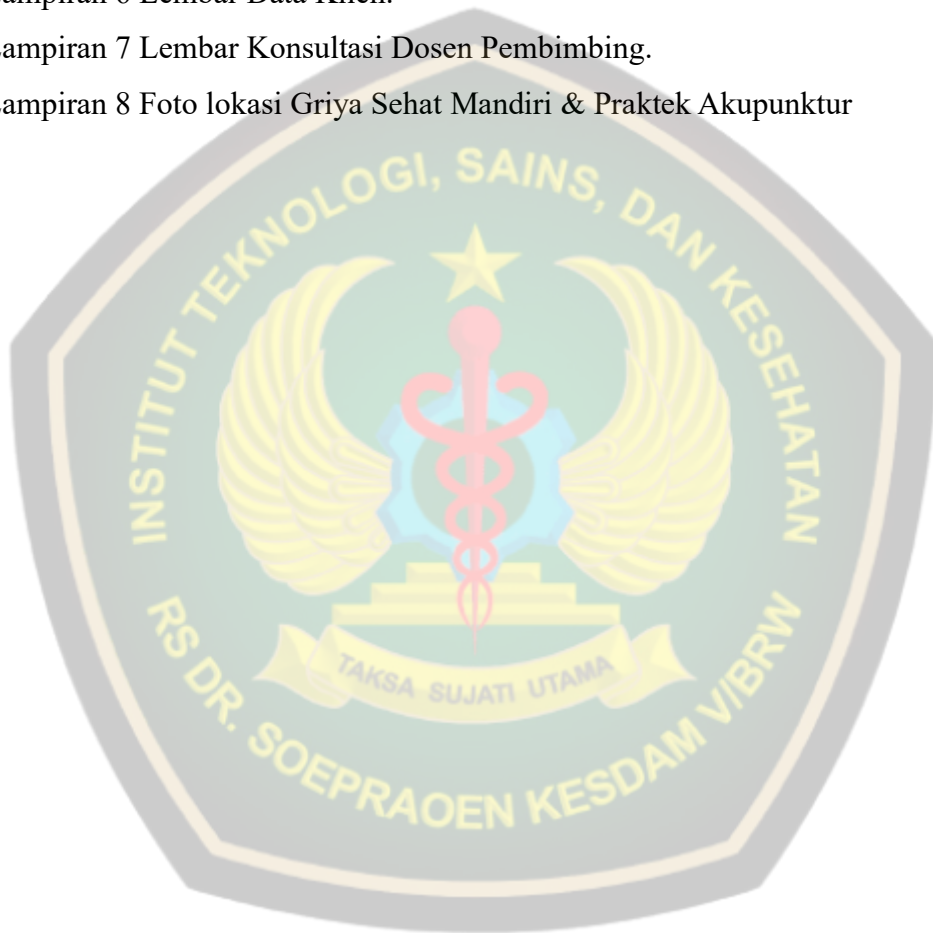 Lampiran 6 Lembar Data Klien.
Lampiran 7 Lembar Konsultasi Dosen Pembimbing.
Lampiran 8 Foto lokasi Griya Sehat Mandiri & Praktek Akupunktur
INSTITUT TEKNOLOGI, SAINS, DAN KESEHATAN
TAKSA SUJATI UTAMA
RS DR. SOEPRAOEN KESDAM V/BRW